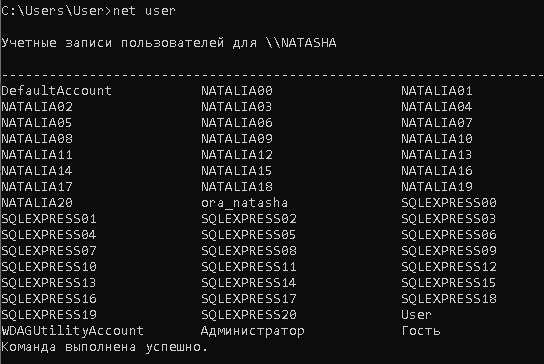 C:\Users\User>net user
Учетные записи пользователей для \\NATASHA
-------------------------------------------------------------------------------
DefaultAccount NATALIA00 NATALIA01
NATALIA02 NATALIA03 NATALIA04
NATALIA05 NATALIA06 NATALIA07
NATALIA08 NATALIA09 NATALIA10
NATALIA11 NATALIA12 NATALIA13
NATALIA14 NATALIA15 NATALIA16
NATALIA17 NATALIA18 NATALIA19
NATALIA20 ora_natasha SQLEXPRESS00
SQLEXPRESS01 SQLEXPRESS02 SQLEXPRESS03
SQLEXPRESS04 SQLEXPRESS05 SQLEXPRESS06
SQLEXPRESS07 SQLEXPRESS08 SQLEXPRESS09
SQLEXPRESS10 SQLEXPRESS11 SQLEXPRESS12
SQLEXPRESS13 SQLEXPRESS14 SQLEXPRESS15
SQLEXPRESS16 SQLEXPRESS17 SQLEXPRESS18
SQLEXPRESS19 SQLEXPRESS20 User
WDAGUtilityAccount Администратор Гость
Команда выполнена успешно.